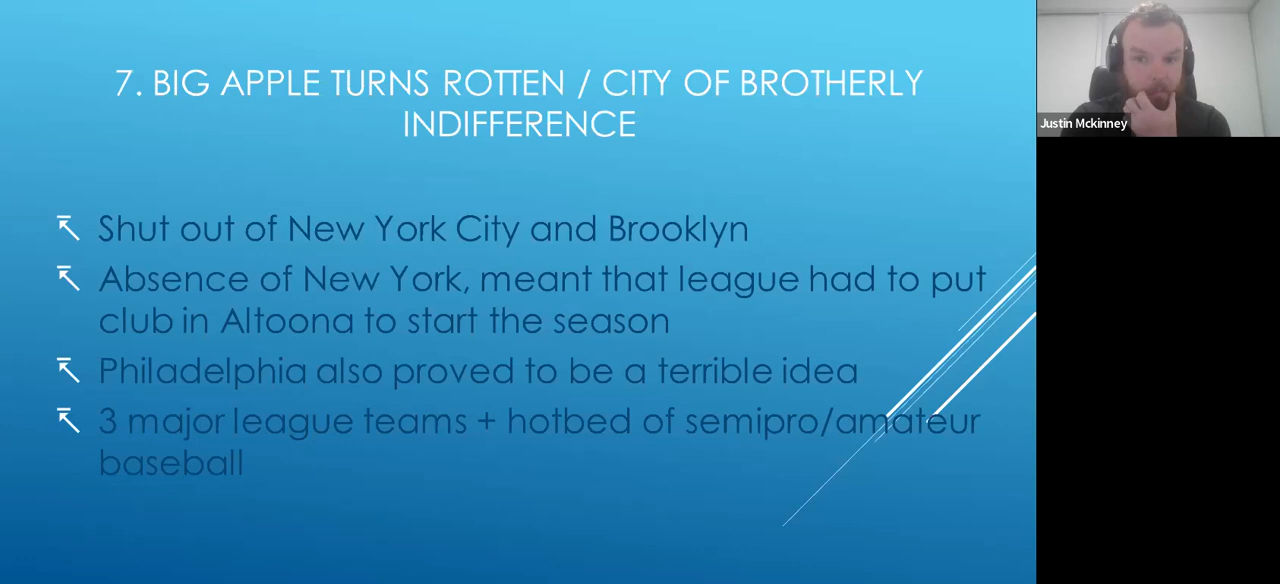 7. BIG APPLE TURNS ROTTEN / CITY OF BROTHERLY
INDIFFERENCE
Shut out of New York City and Brooklyn
Absence of New York, meant that league had to put
club in Altoona to start the season
Philadelphia also proved to be a terrible idea
3 major league teams + hotbed of semipro/amateur
baseball
Justin Mckinney